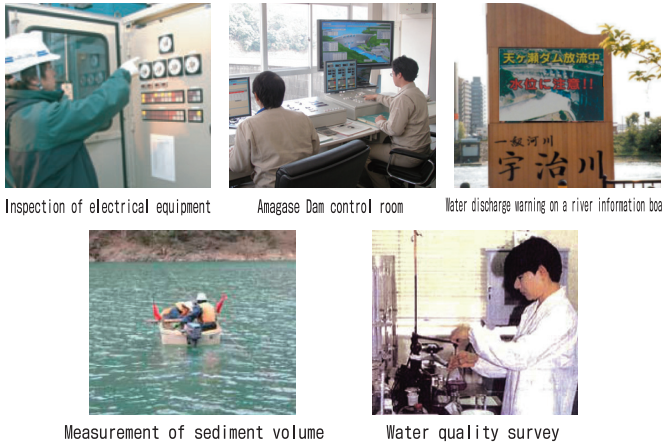 天ヶ瀬ダム放流中
水位に注意!!
一級河川
宇治川
Inspection of electrical equipment
Amagase Dam control room
Water discharge warning on a river information boa
Measurement of sediment volume
Water quality survey